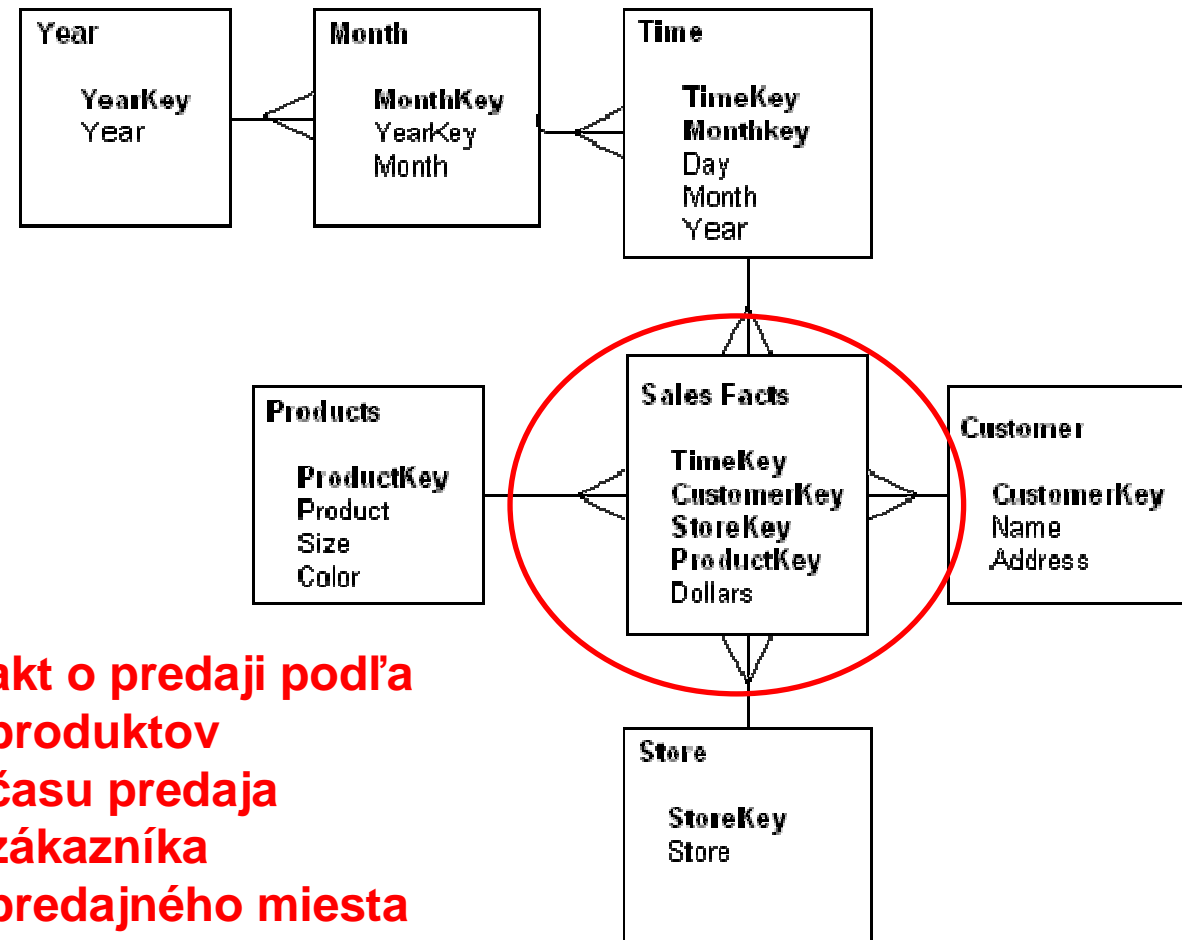 Year
YearKey
Year
Month
MonthKey
YearKey
Month
Time
TimeKey
Monthkey
Day
Month
Year
Products
ProductKey
Product
Size
Color
Sales Facts
TimeKey
CustomerKey
StoreKey
ProductKey
Dollars
Customer
CustomerKey
Name
Address
akt o predaji podľa
produktov
času predaja
zákazníka
predajného miesta
Store
StoreKey
Store